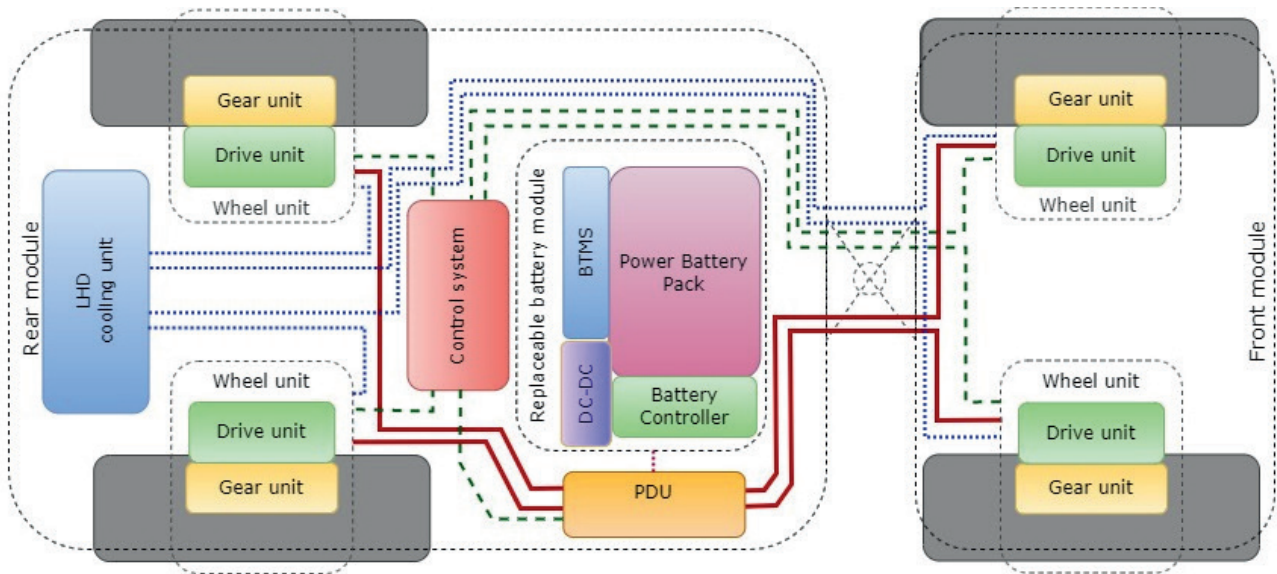 Gear unit
Drive unit
Wheel unit
Rear module
LHD
cooling unit
Wheel unit
Drive unit
Gear unit
Control system
Replaceable battery module
BTMS
Power Battery
Pack
DC-DC
Battery
Controller
PDU
Gear unit
Drive unit
Wheel unit
Front module
Wheel unit
Drive unit
Gear unit